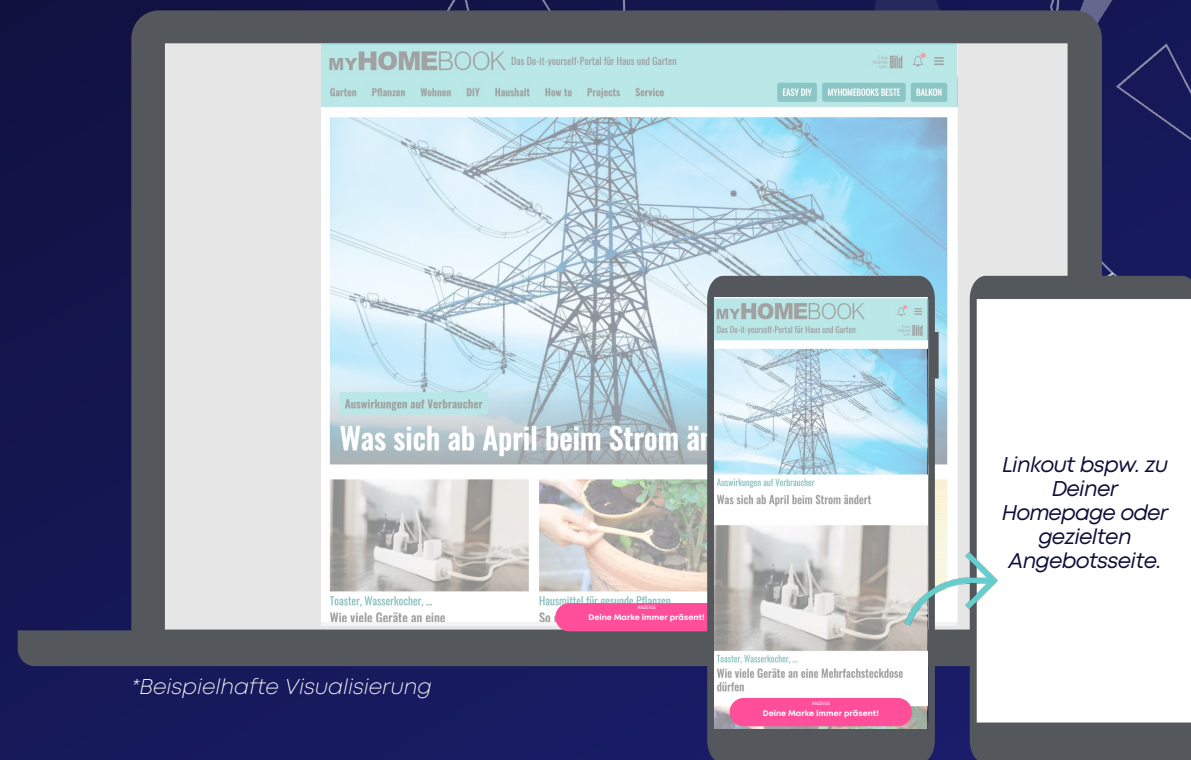 MYHOMEBOOK Das Do-it-yourself-Portal für Haus und Garten
Bild
Garten Pflanzen Wohnen DIY Haushalt How to Projects Service
EASY DIY MYHOMEBOOKS BESTE BALKON
Auswirkungen auf Verbraucher
Was sich ab April beim Strom är
Toaster, Wasserkocher, ...
Wie viele Geräte an eine
Hausmittel für gesunde Pflanzen
So
ANZEIGE
Deine Marke immer präsent!
MYHOMEBOOK
Das Do-it-yourself-Portal für Haus und Garten
Bild
Auswirkungen auf Verbraucher
Was sich ab April beim Strom ändert
Toaster, Wasserkocher, ...
Wie viele Geräte an eine Mehrfachsteckdose
dürfen
ANZEIGE
Deine Marke immer präsent!
Linkout bspw. zu
Deiner
Homepage oder
gezielten
Angebotsseite.
*Beispielhafte Visualisierung